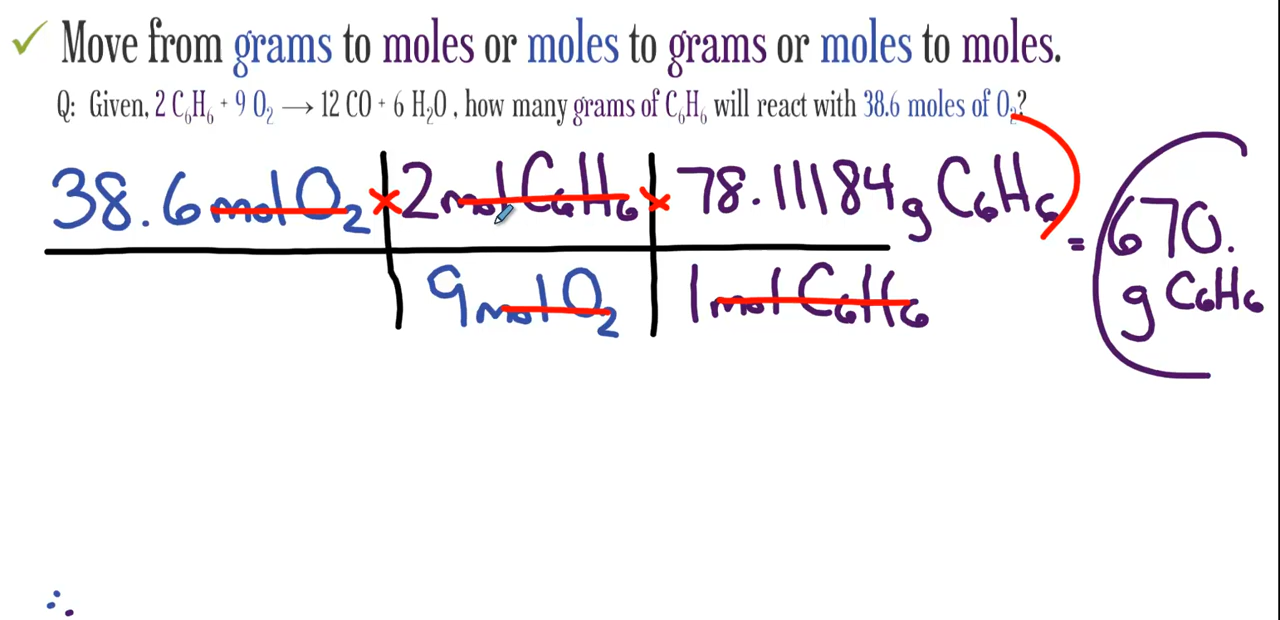 Move from grams to moles or moles to grams or moles to moles.
Q: Given, 2 C₆H₆ + 9 O₂ → 12 CO + 6 H₂O , how many grams of C₆H₆ will react with 38.6 moles of O₂?
38.6 mol O₂ × 2 mol C₆H₆ × 78.11184 g C₆H₆ = 670.
9 mol O₂ 1 mol C₆H₆ g C₆H₆